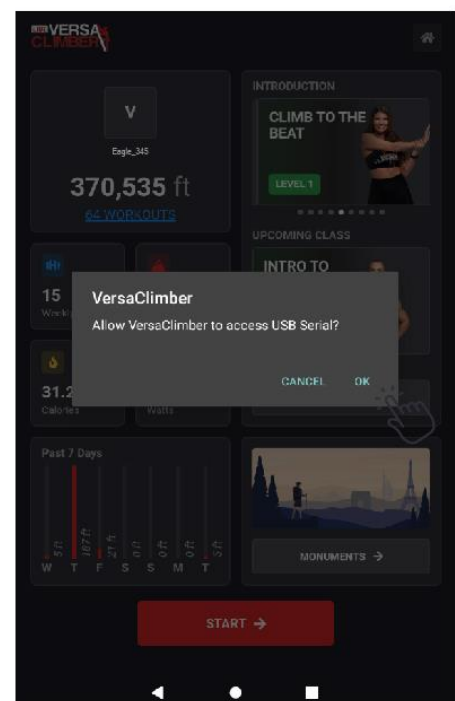 LIVE VERSA
CLIMBER
V
Eagle_345
370,535 ft
64 WORKOUTS
INTRODUCTION
CLIMB TO THE
BEAT
LEVEL 1
UPCOMING CLASS
INTRO TO
15
VersaClimber
Allow VersaClimber to access USB Serial?
CANCEL OK
31.2
Calories
Watts
Past 7 Days
5 ft
187 ft
21 ft
0 ft
0 ft
0 ft
5 ft
W T F S S M T
MONUMENTS →
START →